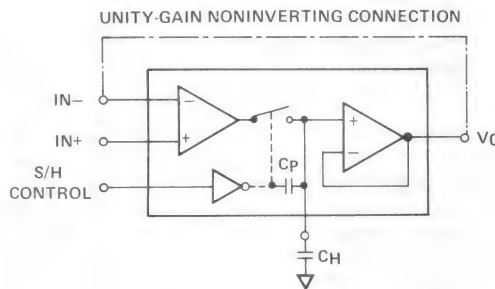 UNITY-GAIN NONINVERTING CONNECTION
IN−
−
IN+
+
S/H
CONTROL
CP
+
−
VO
CH